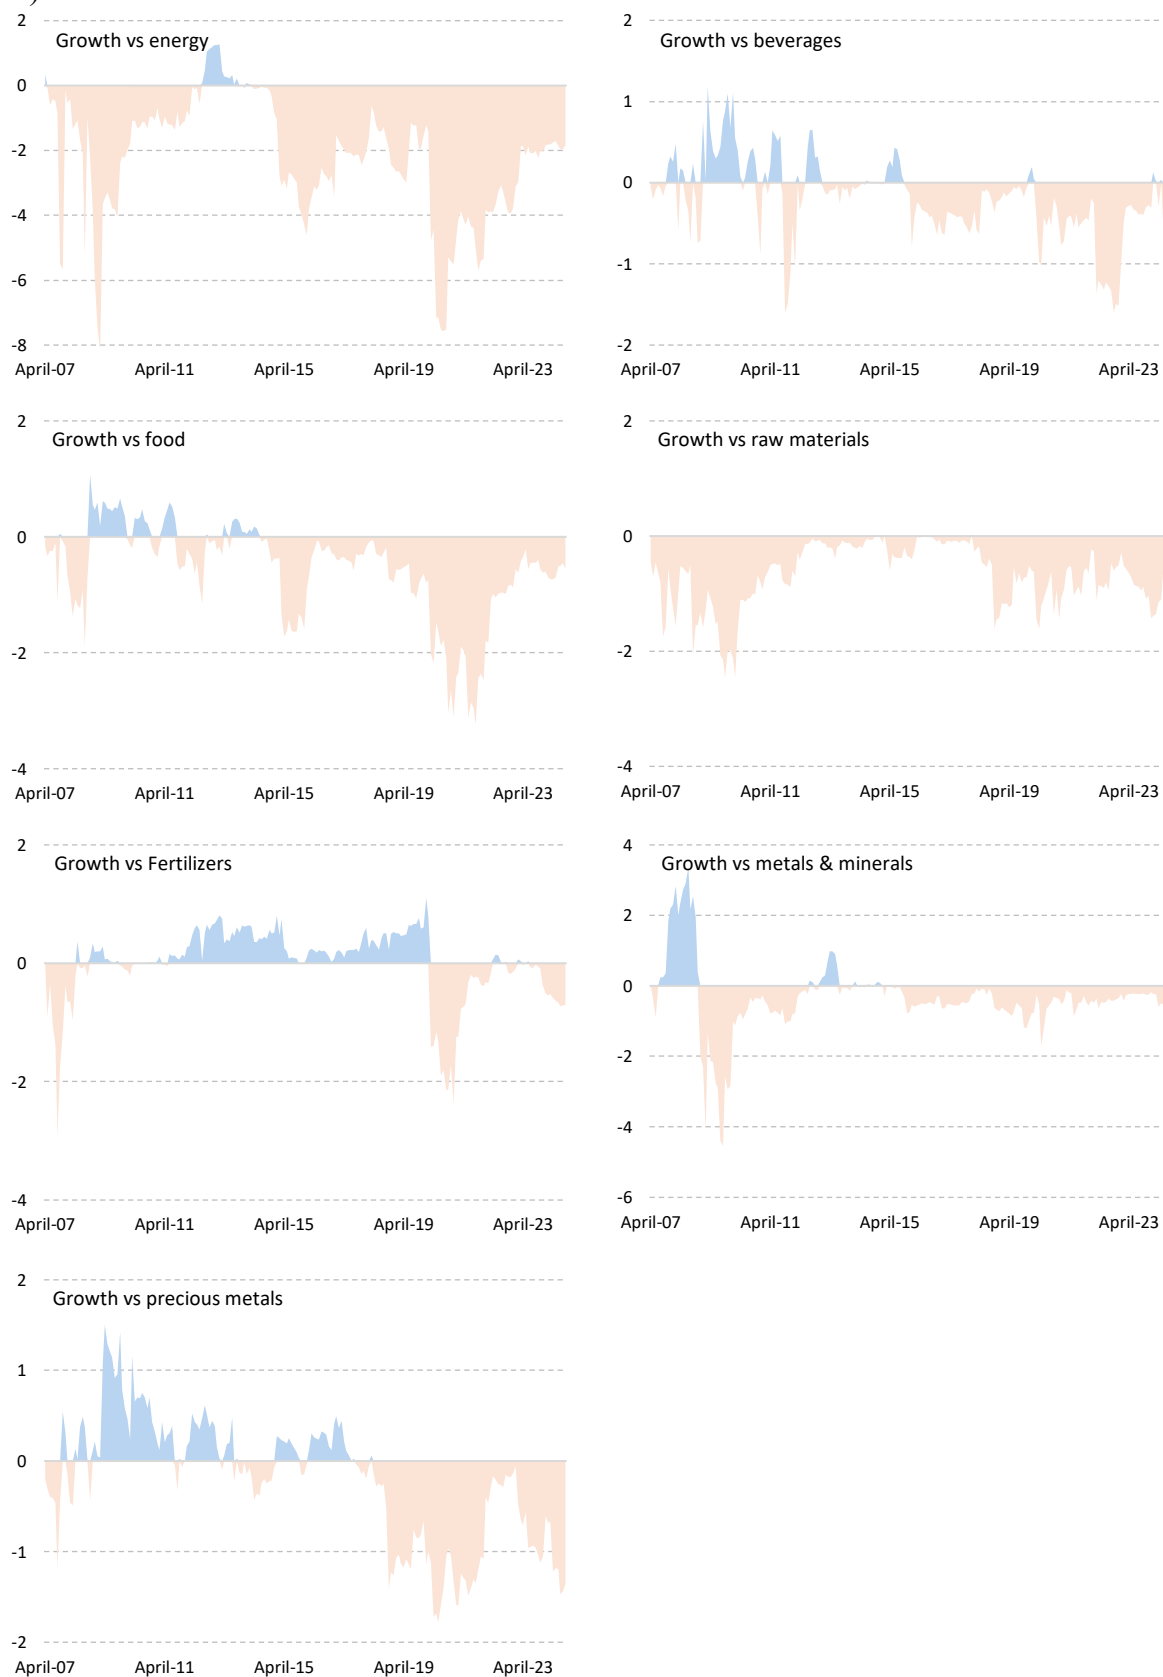 )
2
Growth vs energy
0
-2
-4
-6
-8
April-07 April-11 April-15 April-19 April-23
2
Growth vs beverages
1
0
-1
-2
April-07 April-11 April-15 April-19 April-23
2
Growth vs food
0
-2
-4
April-07 April-11 April-15 April-19 April-23
2
Growth vs raw materials
0
-2
-4
April-07 April-11 April-15 April-19 April-23
2
Growth vs Fertilizers
0
-2
-4
April-07 April-11 April-15 April-19 April-23
4
Growth vs metals & minerals
2
0
-2
-4
-6
April-07 April-11 April-15 April-19 April-23
2
Growth vs precious metals
1
0
-1
-2
April-07 April-11 April-15 April-19 April-23